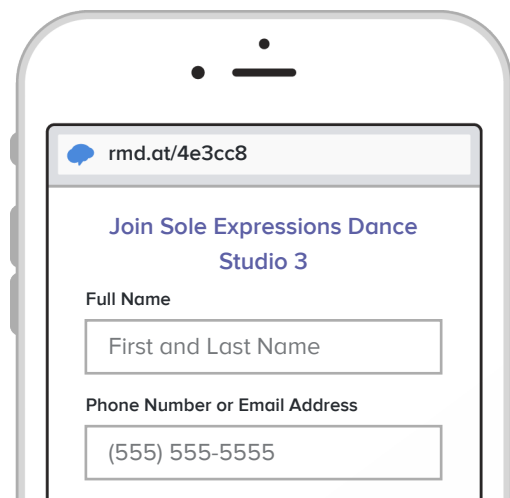 rmd.at/4e3cc8
Join Sole Expressions Dance
Studio 3
Full Name
First and Last Name
Phone Number or Email Address
(555) 555-5555